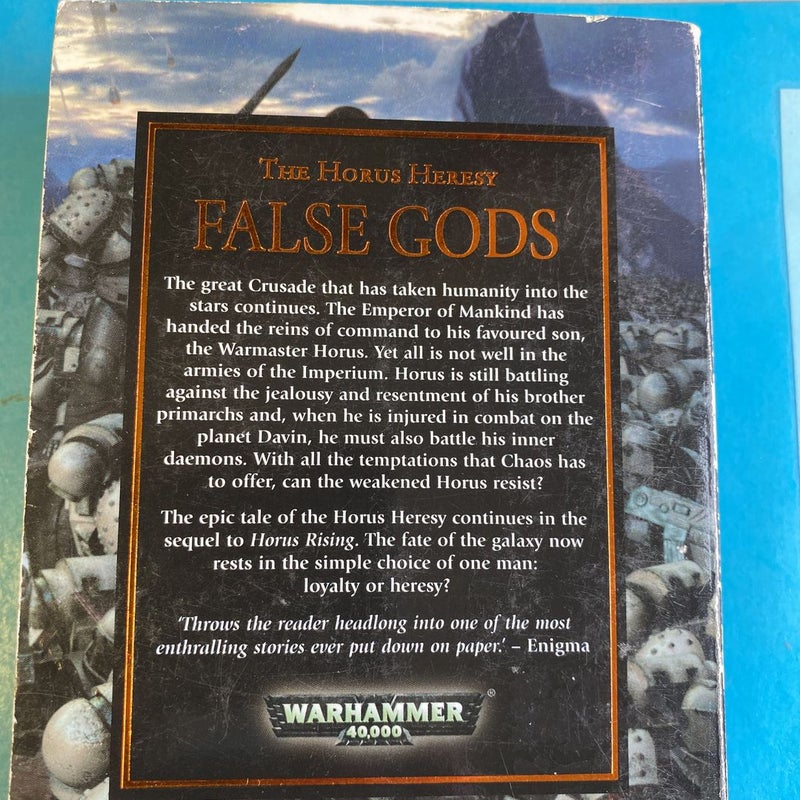 THE HORUS HERESY
FALSE GODS
The great Crusade that has taken humanity into the
stars continues. The Emperor of Mankind has
handed the reins of command to his favoured son,
the Warmaster Horus. Yet all is not well in the
armies of the Imperium. Horus is still battling
against the jealousy and resentment of his brother
primarchs and, when he is injured in combat on the
planet Davin, he must also battle his inner
daemons. With all the temptations that Chaos has
to offer, can the weakened Horus resist?
The epic tale of the Horus Heresy continues in the
sequel to Horus Rising. The fate of the galaxy now
rests in the simple choice of one man:
loyalty or heresy?
'Throws the reader headlong into one of the most
enthralling stories ever put down on paper.' – Enigma
WARHAMMER ®
40,000